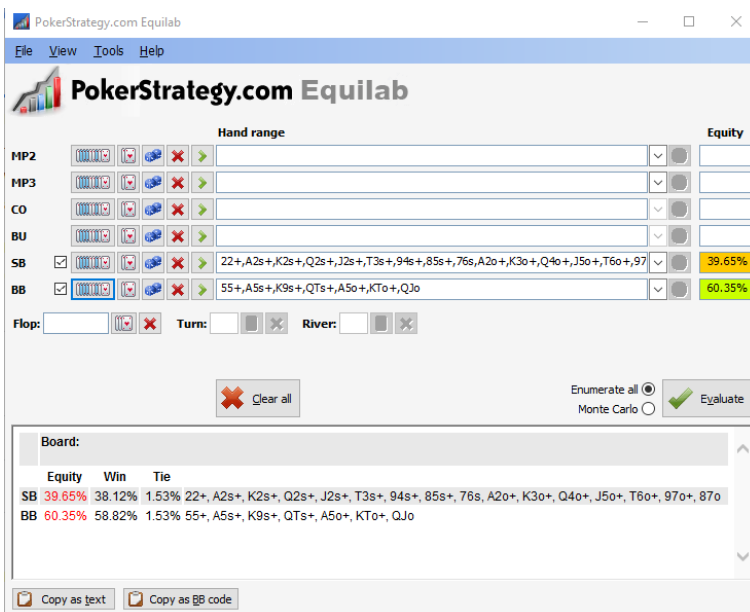 PokerStrategy.com Equilab
File View Tools Help
PokerStrategy.com Equilab
Hand range Equity
MP2
MP3
CO
BU
SB 22+,A2s+,K2s+,Q2s+,J2s+,T3s+,94s+,85s+,76s,A2o+,K3o+,Q4o+,J5o+,T6o+,97 39.65%
BB 55+,A5s+,K9s+,QTs+,A5o+,KTo+,QJo 60.35%
Flop: Turn: River:
Clear all Enumerate all Evaluate
Monte Carlo
Board:
Equity Win Tie
SB 39.65% 38.12% 1.53% 22+, A2s+, K2s+, Q2s+, J2s+, T3s+, 94s+, 85s+, 76s, A2o+, K3o+, Q4o+, J5o+, T6o+, 97o+, 87o
BB 60.35% 58.82% 1.53% 55+, A5s+, K9s+, QTs+, A5o+, KTo+, QJo
Copy as text Copy as BB code